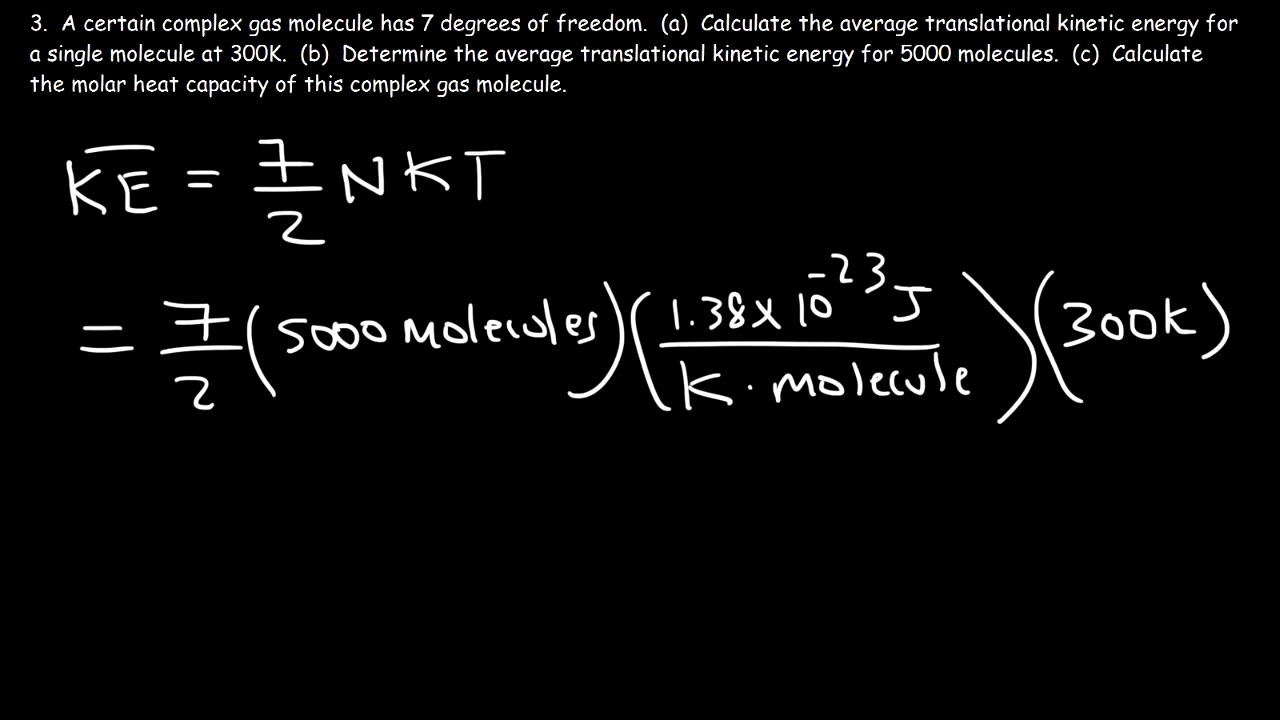 3. A certain complex gas molecule has 7 degrees of freedom. (a) Calculate the average translational kinetic energy for
a single molecule at 300K. (b) Determine the average translational kinetic energy for 5000 molecules. (c) Calculate
the molar heat capacity of this complex gas molecule.
K̅E̅ = 7/2 NKT
= 7/2 (5000 molecules) (1.38 x 10⁻²³ J / K · molecule) (300K)